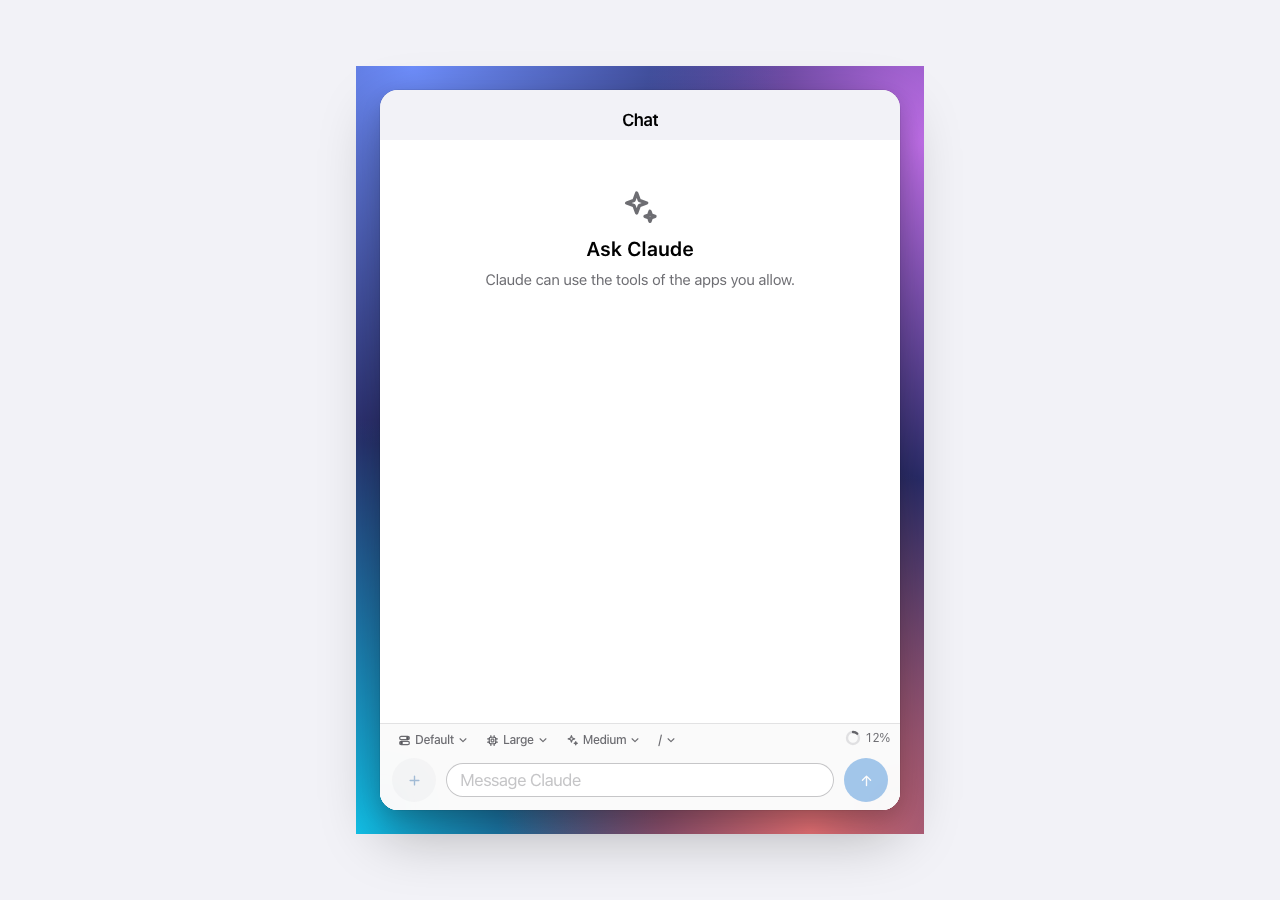 Chat
Ask Claude
Claude can use the tools of the apps you allow.
Default Large Medium / 12%
+ Message Claude